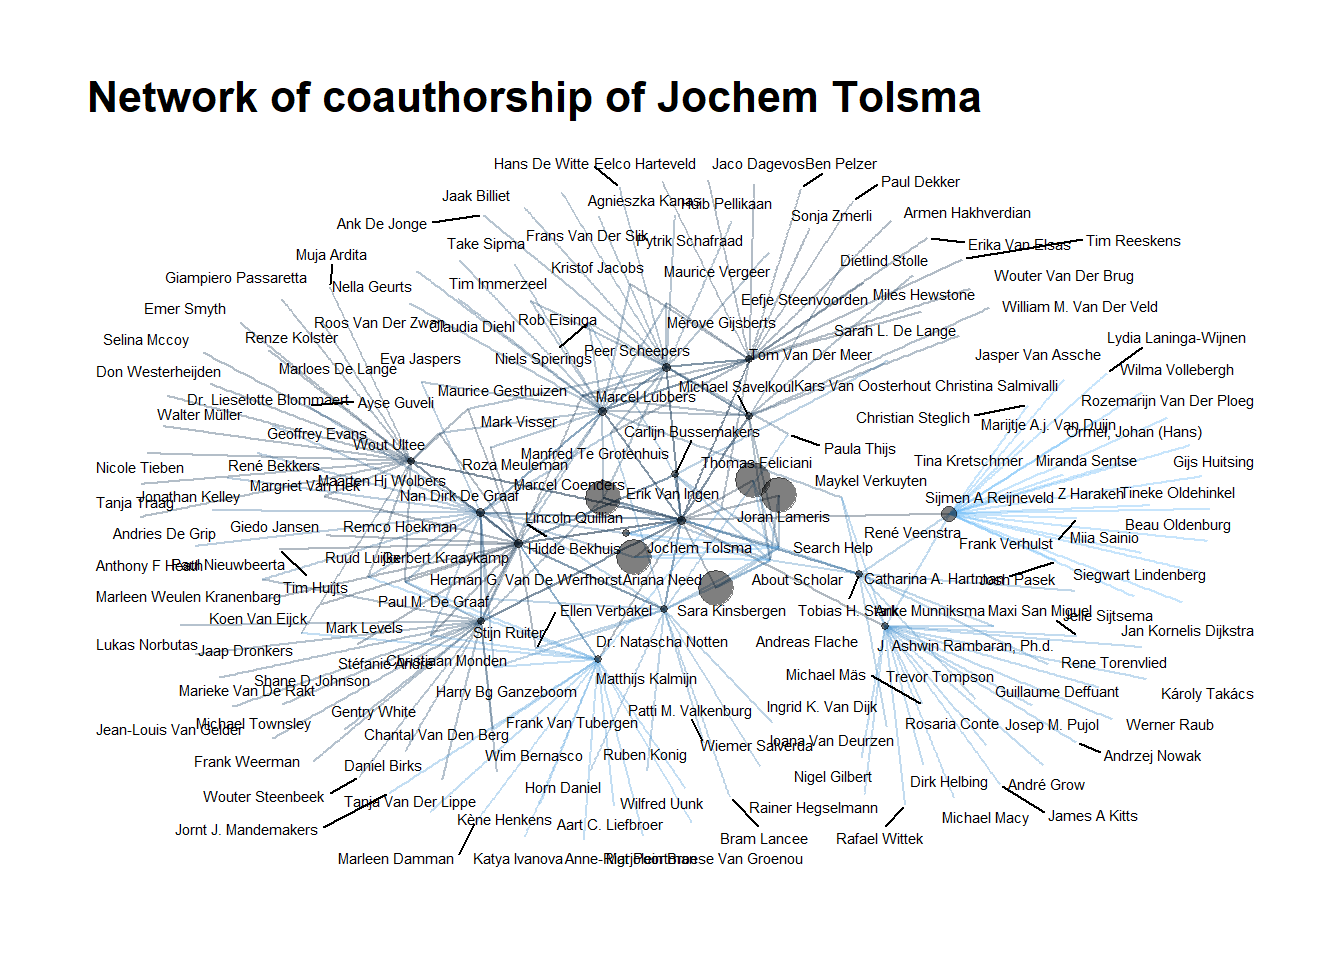 Network of coauthorship of Jochem Tolsma
Hans De Witte
Eelco Harteveld
Jaco Dagevos
Ben Pelzer
Paul Dekker
Jaak Billiet
Agnieszka Kanas
Huib Pellikaan
Sonja Zmerli
Armen Hakhverdian
Ank De Jonge
Take Sipma
Frans Van Der Slik
Pytrik Schafraad
Erika Van Elsas
Tim Reeskens
Muja Ardita
Kristof Jacobs
Maurice Vergeer
Dietlind Stolle
Giampiero Passaretta
Nella Geurts
Tim Immerzeel
Wouter Van Der Brug
Emer Smyth
Eefje Steenvoorden
Miles Hewstone
William M. Van Der Veld
Roos Van Der Zwan
Claudia Diehl
Rob Eisinga
Mérove Gijsberts
Sarah L. De Lange
Selina Mccoy
Renze Kolster
Lydia Laninga-Wijnen
Eva Jaspers
Niels Spierings
Peer Scheepers
Tom Van Der Meer
Jasper Van Assche
Don Westerheijden
Marloes De Lange
Wilma Vollebergh
Maurice Gesthuizen
Michael Savelkoul
Kars Van Oosterhout
Christina Salmivalli
Dr. Lieselotte Blommaert
Ayse Guveli
Marcel Lubbers
Rozemarijn Van Der Ploeg
Walter Müller
Mark Visser
Christian Steglich
Marijtje A.j. Van Duijn
Geoffrey Evans
Wout Ultee
Carlijn Bussemakers
Ormel, Johan (Hans)
Manfred Te Grotenhuis
Paula Thijs
Nicole Tieben
René Bekkers
Roza Meuleman
Thomas Feliciani
Tina Kretschmer
Miranda Sentse
Gijs Huitsing
Margriet Van Hek
Maarten Hj Wolbers
Marcel Coenders
Maykel Verkuyten
Tanja Traag
Jonathan Kelley
Nan Dirk De Graaf
Erik Van Ingen
Sijmen A Reijneveld
Z Harakeh
Tineke Oldehinkel
Andries De Grip
Giedo Jansen
Remco Hoekman
Lincoln Quillian
Joran Lameris
René Veenstra
Beau Oldenburg
Miia Sainio
Frank Verhulst
Hidde Bekhuis
Jochem Tolsma
Search Help
Anthony F Heath
Paul Nieuwbeerta
Ruud Luijkx
Gerbert Kraaykamp
Siegwart Lindenberg
Tim Huijts
Herman G. Van De Werfhorst
Ariana Need
About Scholar
Catharina A. Hartman
Josh Pasek
Marleen Weulen Kranenbarg
Paul M. De Graaf
Koen Van Eijck
Ellen Verbakel
Sara Kinsbergen
Tobias H. Stark
Anke Munniksma
Maxi San Miguel
Jelle Sijtsema
Mark Levels
Stijn Ruiter
Jan Kornelis Dijkstra
Lukas Norbutas
Jaap Dronkers
Dr. Natascha Notten
Andreas Flache
J. Ashwin Rambaran, Ph.d.
Stéfanie André
Christiaan Monden
Rene Torenvlied
Shane D Johnson
Matthijs Kalmijn
Michael Mäs
Trevor Tompson
Marieke Van De Rakt
Harry Bg Ganzeboom
Guillaume Deffuant
Károly Takács
Gentry White
Patti M. Valkenburg
Ingrid K. Van Dijk
Michael Townsley
Jean-Louis Van Gelder
Chantal Van Den Berg
Frank Van Tubergen
Rosaria Conte
Josep M. Pujol
Werner Raub
Wiemer Salverda
Ioana Van Deurzen
Frank Weerman
Daniel Birks
Wim Bernasco
Ruben Konig
Andrzej Nowak
Nigel Gilbert
Dirk Helbing
André Grow
Wouter Steenbeek
Tanja Van Der Lippe
Horn Daniel
Wilfred Uunk
Rainer Hegselmann
Michael Macy
James A Kitts
Jornt J. Mandemakers
Kène Henkens
Aart C. Liefbroer
Bram Lancee
Rafael Wittek
Marleen Damman
Katya Ivanova
Anne-Rigt Poortman
Marjolein Broese Van Groenou